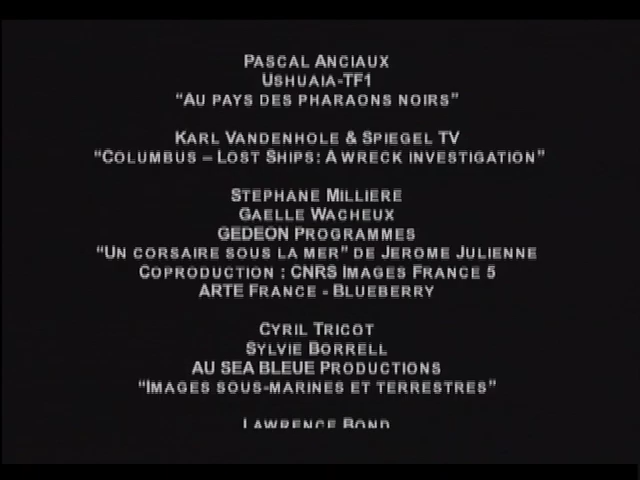 PASCAL ANCIAUX
USHUAIA-TF1
“AU PAYS DES PHARAONS NOIRS”
KARL VANDENHOLE & SPIEGEL TV
“COLUMBUS – LOST SHIPS: A WRECK INVESTIGATION”
STEPHANE MILLIERE
GAELLE WACHEUX
GEDEON PROGRAMMES
“UN CORSAIRE SOUS LA MER” DE JEROME JULIENNE
COPRODUCTION : CNRS IMAGES FRANCE 5
ARTE FRANCE - BLUEBERRY
CYRIL TRICOT
SYLVIE BORRELL
AU SEA BLEUE PRODUCTIONS
“IMAGES SOUS-MARINES ET TERRESTRES”
LAWRENCE BOND